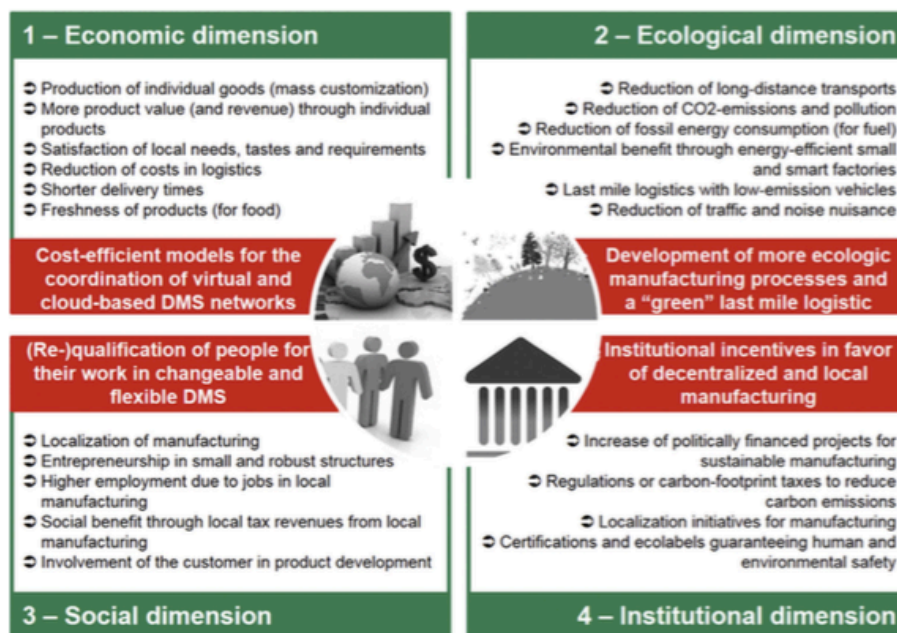 1 – Economic dimension
➲ Production of individual goods (mass customization)
➲ More product value (and revenue) through individual
products
➲ Satisfaction of local needs, tastes and requirements
➲ Reduction of costs in logistics
➲ Shorter delivery times
➲ Freshness of products (for food)
Cost-efficient models for the
coordination of virtual and
cloud-based DMS networks
2 – Ecological dimension
➲ Reduction of long-distance transports
➲ Reduction of CO2-emissions and pollution
➲ Reduction of fossil energy consumption (for fuel)
➲ Environmental benefit through energy-efficient small
and smart factories
➲ Last mile logistics with low-emission vehicles
➲ Reduction of traffic and noise nuisance
Development of more ecologic
manufacturing processes and
a “green” last mile logistic
$
(Re-)qualification of people for
their work in changeable and
flexible DMS
➲ Localization of manufacturing
➲ Entrepreneurship in small and robust structures
➲ Higher employment due to jobs in local
manufacturing
➲ Social benefit through local tax revenues from local
manufacturing
➲ Involvement of the customer in product development
3 – Social dimension
Institutional incentives in favor
of decentralized and local
manufacturing
➲ Increase of politically financed projects for
sustainable manufacturing
➲ Regulations or carbon-footprint taxes to reduce
carbon emissions
➲ Localization initiatives for manufacturing
➲ Certifications and ecolabels guaranteeing human and
environmental safety
4 – Institutional dimension